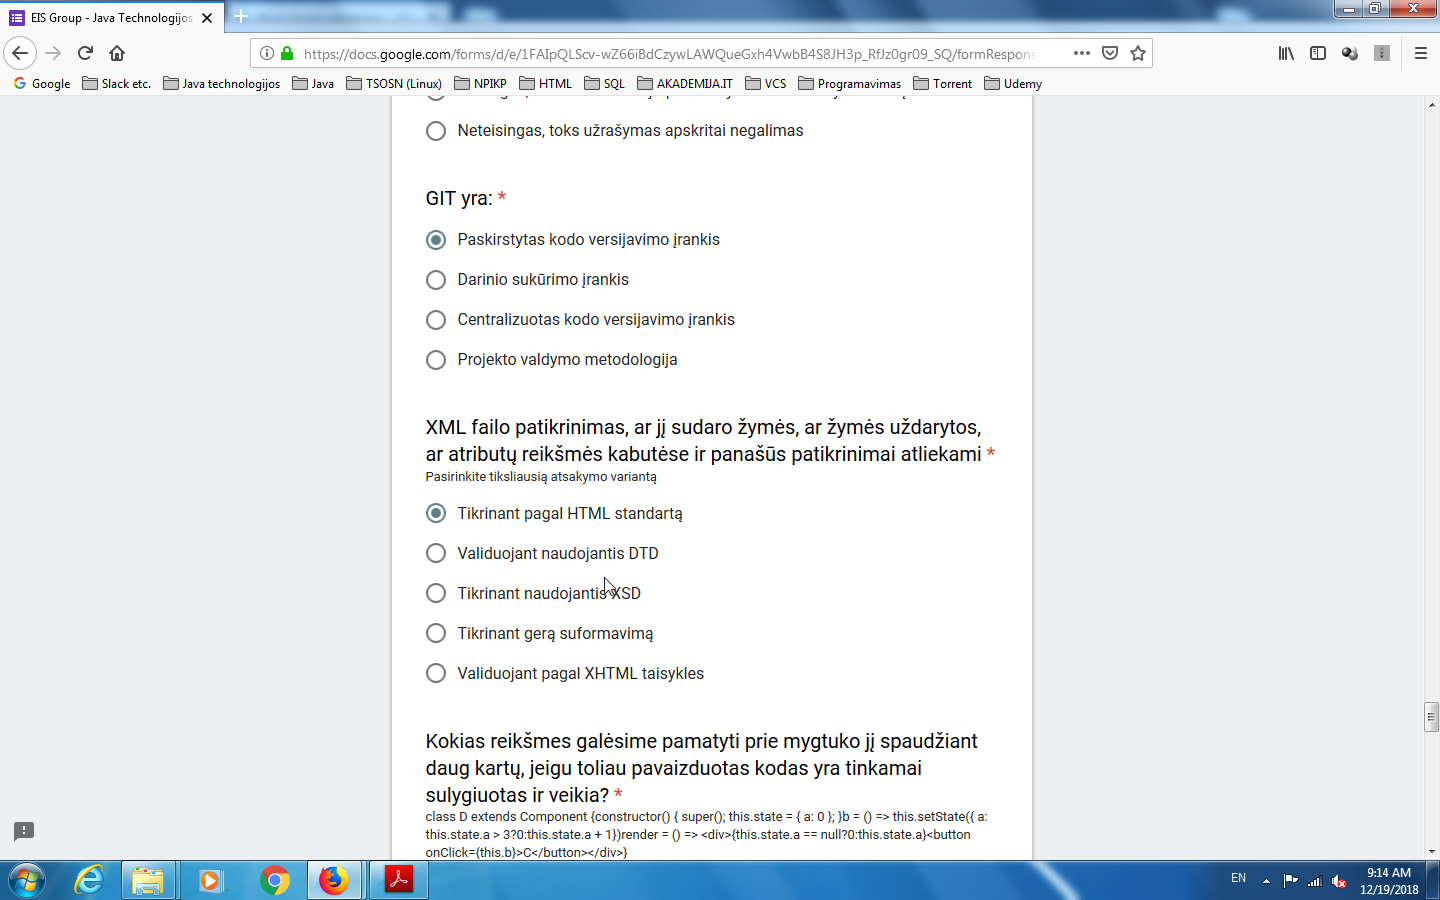 EIS Group - Java Technologijos
https://docs.google.com/forms/d/e/1FAIpQLScv-wZ66iBdCzywLAWQueGxh4VwbB4S8JH3p_RfJz0gr09_SQ/formRespons
Google Slack etc. Java technologijos Java TSOSN (Linux) NPIKP HTML SQL AKADEMIJA.IT VCS Programavimas Torrent Udemy
Neteisingas, toks užrašymas apskritai negalimas
GIT yra: *
Paskirstytas kodo versijavimo įrankis
Darinio sukūrimo įrankis
Centralizuotas kodo versijavimo įrankis
Projekto valdymo metodologija
XML failo patikrinimas, ar jį sudaro žymės, ar žymės uždarytos,
ar atributų reikšmės kabutėse ir panašūs patikrinimai atliekami *
Pasirinkite tiksliausią atsakymo variantą
Tikrinant pagal HTML standartą
Validuojant naudojantis DTD
Tikrinant naudojantis XSD
Tikrinant gerą suformavimą
Validuojant pagal XHTML taisykles
Kokias reikšmes galėsime pamatyti prie mygtuko jį spaudžiant
daug kartų, jeigu toliau pavaizduotas kodas yra tinkamai
sulygiuotas ir veikia? *
class D extends Component {constructor() { super(); this.state = { a: 0 }; }b = () => this.setState({ a:
this.state.a > 3?0:this.state.a + 1})render = () => <div>{this.state.a == null?0:this.state.a}<button
onClick={this.b}>C</button></div>}
EN
9:14 AM
12/19/2018